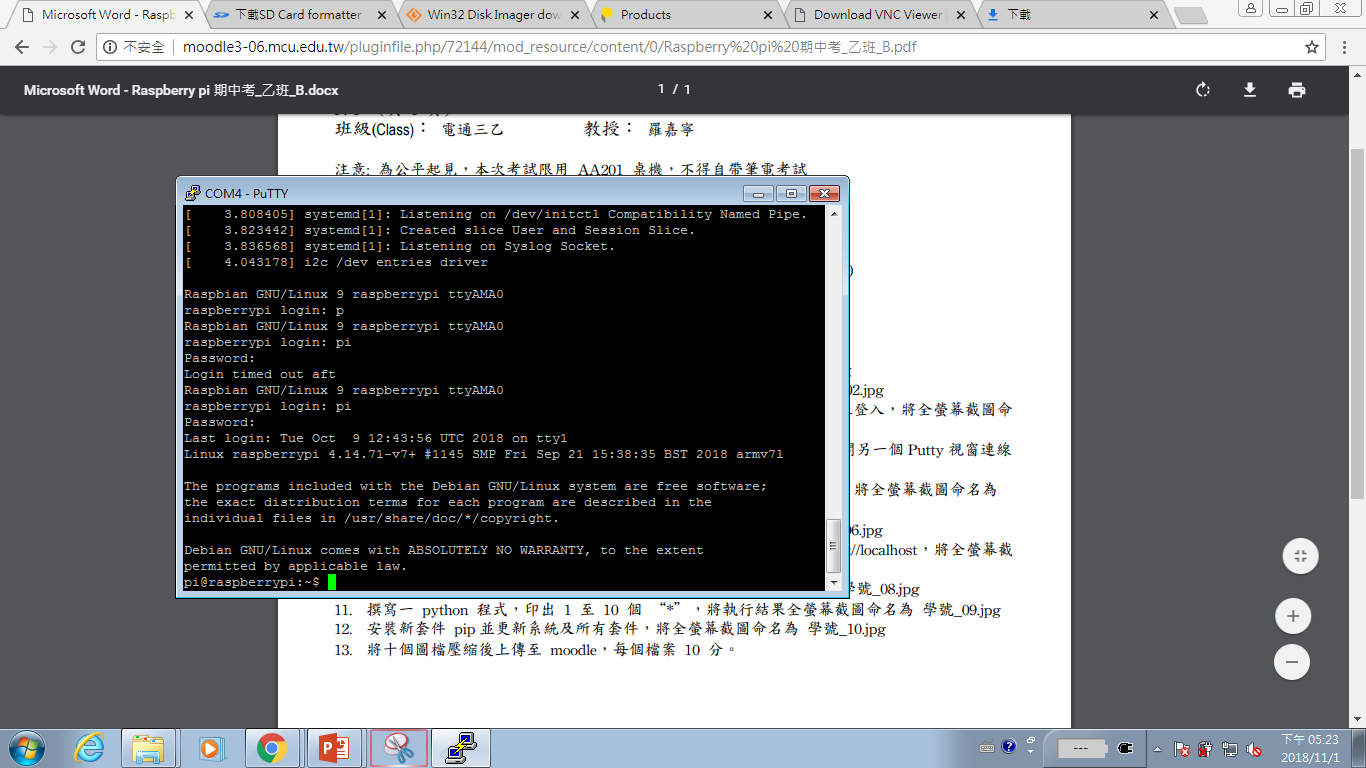 Microsoft Word - Raspb
下載SD Card formatter
Win32 Disk Imager dow
Products
Download VNC Viewer
下載
不安全 | moodle3-06.mcu.edu.tw/pluginfile.php/72144/mod_resource/content/0/Raspberry%20pi%20期中考_乙班_B.pdf
Microsoft Word - Raspberry pi 期中考_乙班_B.docx
1 / 1
班級(Class)： 電通三乙 教授： 羅嘉寧
注意: 為公平起見，本次考試限用 AA201 桌機，不得自帶筆電考試
COM4 - PuTTY
[    3.808405] systemd[1]: Listening on /dev/initctl Compatibility Named Pipe.
[    3.823442] systemd[1]: Created slice User and Session Slice.
[    3.836568] systemd[1]: Listening on Syslog Socket.
[    4.043178] i2c /dev entries driver
Raspbian GNU/Linux 9 raspberrypi ttyAMA0
raspberrypi login: p
Raspbian GNU/Linux 9 raspberrypi ttyAMA0
raspberrypi login: pi
Password:
Login timed out aft
Raspbian GNU/Linux 9 raspberrypi ttyAMA0
raspberrypi login: pi
Password:
Last login: Tue Oct  9 12:43:56 UTC 2018 on tty1
Linux raspberrypi 4.14.71-v7+ #1145 SMP Fri Sep 21 15:38:35 BST 2018 armv7l
The programs included with the Debian GNU/Linux system are free software;
the exact distribution terms for each program are described in the
individual files in /usr/share/doc/*/copyright.
Debian GNU/Linux comes with ABSOLUTELY NO WARRANTY, to the extent
permitted by applicable law.
pi@raspberrypi:~$
)
02.jpg
登入，將全螢幕截圖命
另一個 Putty 視窗連線
將全螢幕截圖命名為
06.jpg
//localhost，將全螢幕截
學號_08.jpg
11. 撰寫一 python 程式，印出 1 至 10 個 “*”，將執行結果全螢幕截圖命名為 學號_09.jpg
12. 安裝新套件 pip 並更新系統及所有套件，將全螢幕截圖命名為 學號_10.jpg
13. 將十個圖檔壓縮後上傳至 moodle，每個檔案 10 分。
下午 05:23
2018/11/1